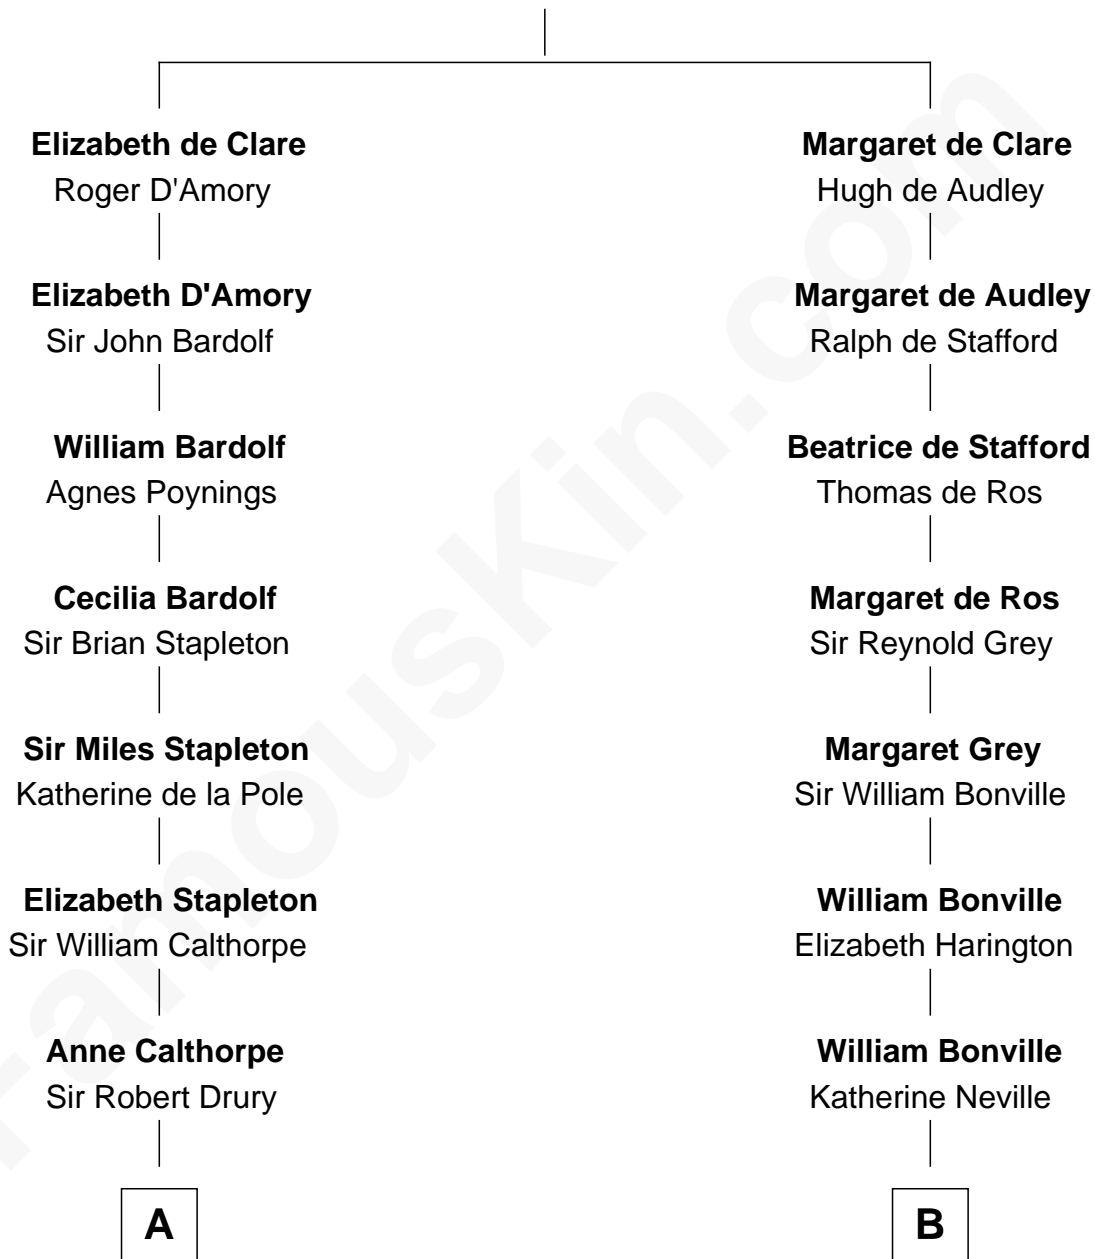 Elizabeth de Clare
Roger D'Amory
Elizabeth D'Amory
Sir John Bardolf
William Bardolf
Agnes Poynings
Cecilia Bardolf
Sir Brian Stapleton
Sir Miles Stapleton
Katherine de la Pole
Elizabeth Stapleton
Sir William Calthorpe
Anne Calthorpe
Sir Robert Drury
A
Margaret de Clare
Hugh de Audley
Margaret de Audley
Ralph de Stafford
Beatrice de Stafford
Thomas de Ros
Margaret de Ros
Sir Reynold Grey
Margaret Grey
Sir William Bonville
William Bonville
Elizabeth Harington
William Bonville
Katherine Neville
B
FamousKin.com